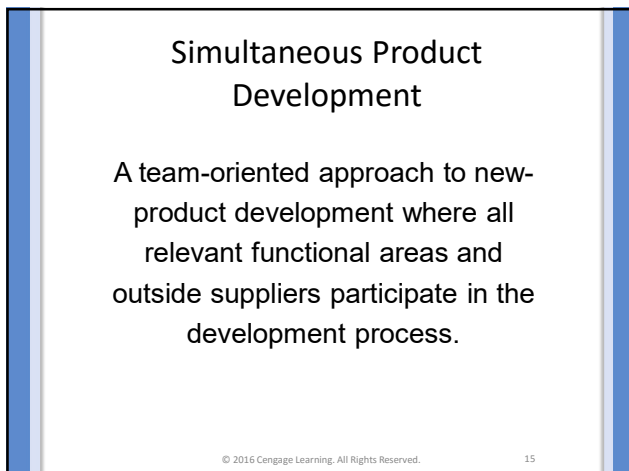 Simultaneous Product
Development
A team-oriented approach to new-
product development where all
relevant functional areas and
outside suppliers participate in the
development process.
© 2016 Cengage Learning. All Rights Reserved. 15